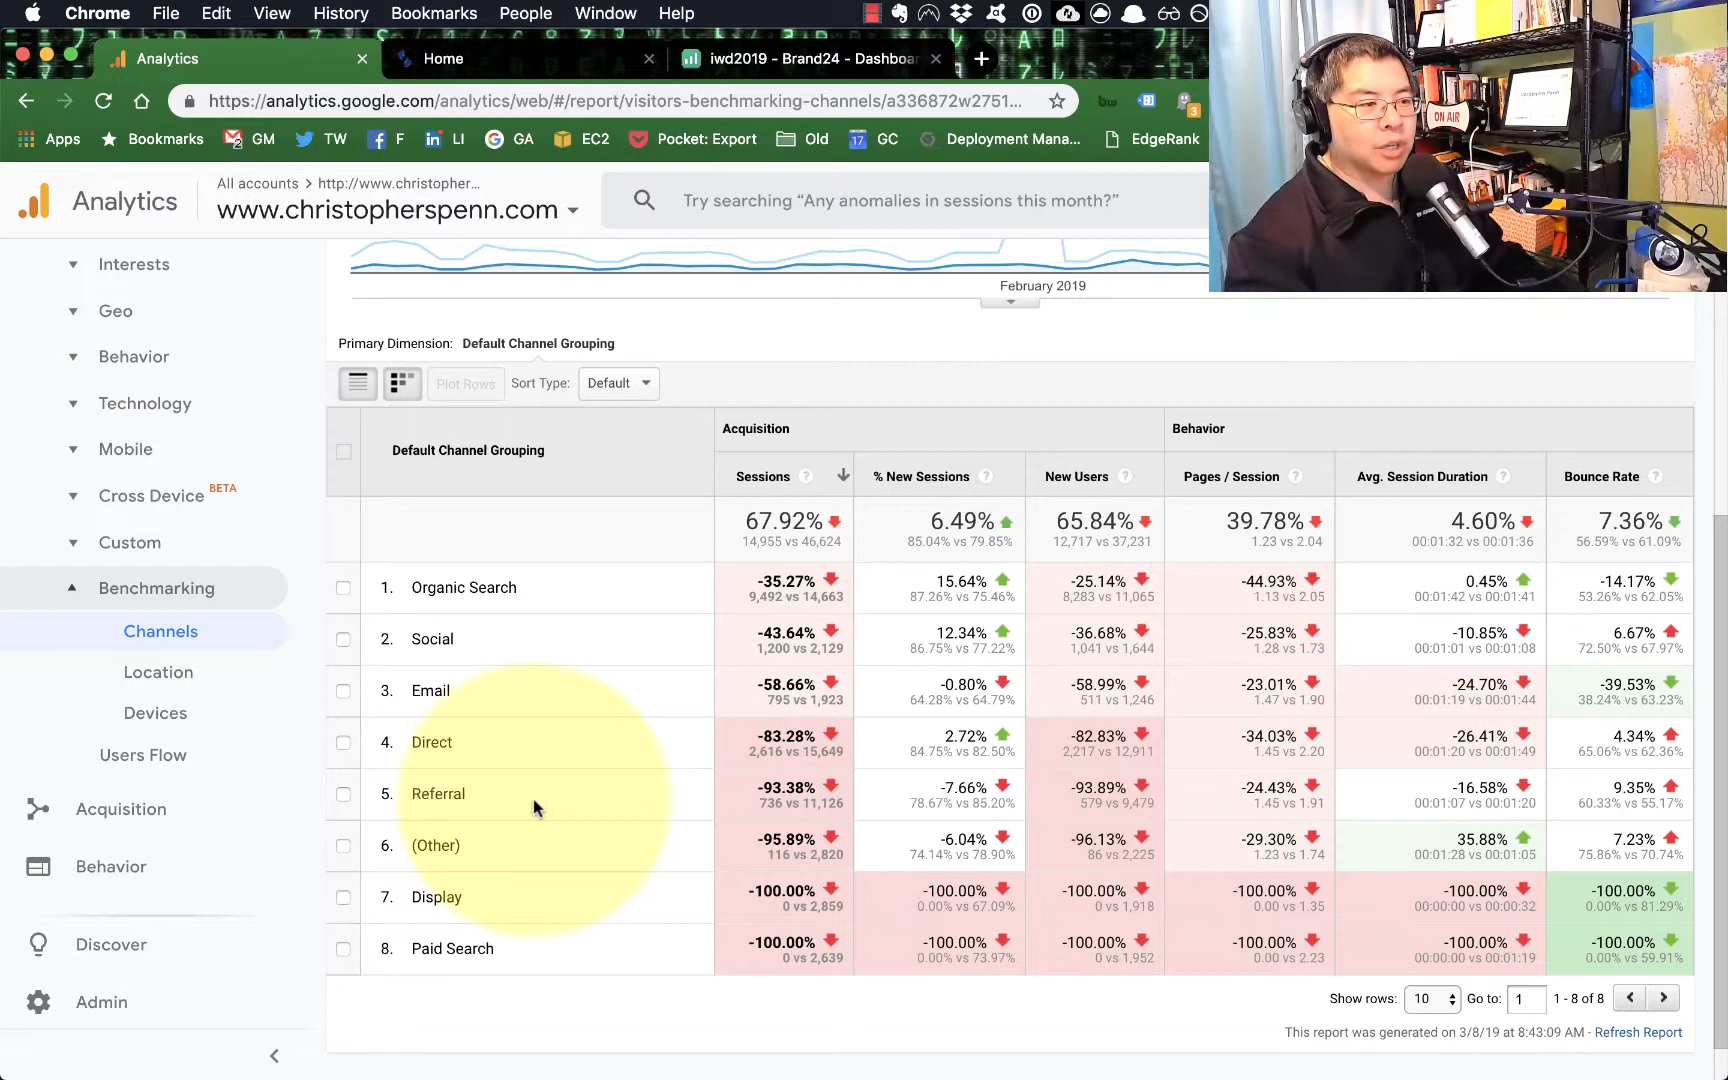 Chrome File Edit View History Bookmarks People Window Help
Analytics
Home
iwd2019 - Brand24 - Dashboar
https://analytics.google.com/analytics/web/#/report/visitors-benchmarking-channels/a336872w2751...
bw
3
Apps Bookmarks GM TW F LI GA EC2 Pocket: Export Old 17 GC Deployment Mana... EdgeRank
ON AIR
Analytics
All accounts > http://www.christopher...
www.christopherspenn.com
Try searching “Any anomalies in sessions this month?”
Interests
Geo
Behavior
Technology
Mobile
Cross Device BETA
Custom
Benchmarking
Channels
Location
Devices
Users Flow
Acquisition
Behavior
Discover
Admin
February 2019
Primary Dimension: Default Channel Grouping
Plot Rows Sort Type: Default
Default Channel Grouping
Acquisition
Behavior
Sessions ? % New Sessions ? New Users ? Pages / Session ? Avg. Session Duration ? Bounce Rate ?
67.92% 6.49% 65.84% 39.78% 4.60% 7.36%
14,955 vs 46,624 85.04% vs 79.85% 12,717 vs 37,231 1.23 vs 2.04 00:01:32 vs 00:01:36 56.59% vs 61.09%
1. Organic Search -35.27% 15.64% -25.14% -44.93% 0.45% -14.17%
9,492 vs 14,663 87.26% vs 75.46% 8,283 vs 11,065 1.13 vs 2.05 00:01:42 vs 00:01:41 53.26% vs 62.05%
2. Social -43.64% 12.34% -36.68% -25.83% -10.85% 6.67%
1,200 vs 2,129 86.75% vs 77.22% 1,041 vs 1,644 1.28 vs 1.73 00:01:01 vs 00:01:08 72.50% vs 67.97%
3. Email -58.66% -0.80% -58.99% -23.01% -24.70% -39.53%
795 vs 1,923 64.28% vs 64.79% 511 vs 1,246 1.47 vs 1.90 00:01:19 vs 00:01:44 38.24% vs 63.23%
4. Direct -83.28% 2.72% -82.83% -34.03% -26.41% 4.34%
2,616 vs 15,649 84.75% vs 82.50% 2,217 vs 12,911 1.45 vs 2.20 00:01:20 vs 00:01:49 65.06% vs 62.36%
5. Referral -93.38% -7.66% -93.89% -24.43% -16.58% 9.35%
736 vs 11,126 78.67% vs 85.20% 579 vs 9,479 1.45 vs 1.91 00:01:07 vs 00:01:20 60.33% vs 55.17%
6. (Other) -95.89% -6.04% -96.13% -29.30% 35.88% 7.23%
116 vs 2,820 74.14% vs 78.90% 86 vs 2,225 1.23 vs 1.74 00:01:28 vs 00:01:05 75.86% vs 70.74%
7. Display -100.00% -100.00% -100.00% -100.00% -100.00% -100.00%
0 vs 2,859 0.00% vs 67.09% 0 vs 1,918 0.00 vs 1.35 00:00:00 vs 00:00:32 0.00% vs 81.29%
8. Paid Search -100.00% -100.00% -100.00% -100.00% -100.00% -100.00%
0 vs 2,639 0.00% vs 73.97% 0 vs 1,952 0.00 vs 2.23 00:00:00 vs 00:01:19 0.00% vs 59.91%
Show rows: 10 Go to: 1 1 - 8 of 8
This report was generated on 3/8/19 at 8:43:09 AM - Refresh Report